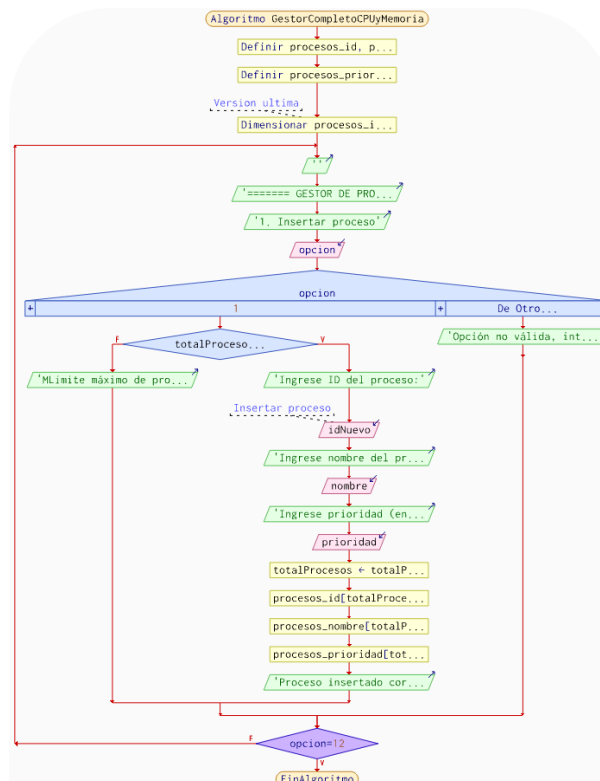 Algoritmo GestorCompletoCPUyMemoria
Definir procesos_id, p...
Definir procesos_prior...
Version ultima
Dimensionar procesos_i...
''
'======= GESTOR DE PRO...
'1. Insertar proceso'
opcion
opcion
+ 1 + De Otro...
F totalProceso... V
'Opción no válida, int...
'MLímite máximo de pro...
'Ingrese ID del proceso:'
Insertar proceso
idNuevo
'Ingrese nombre del pr...
nombre
'Ingrese prioridad (en...
prioridad
totalProcesos ← totalP...
procesos_id[totalProce...
procesos_nombre[totalP...
procesos_prioridad[tot...
'Proceso insertado cor...
F opcion=12
V
FinAlgoritmo